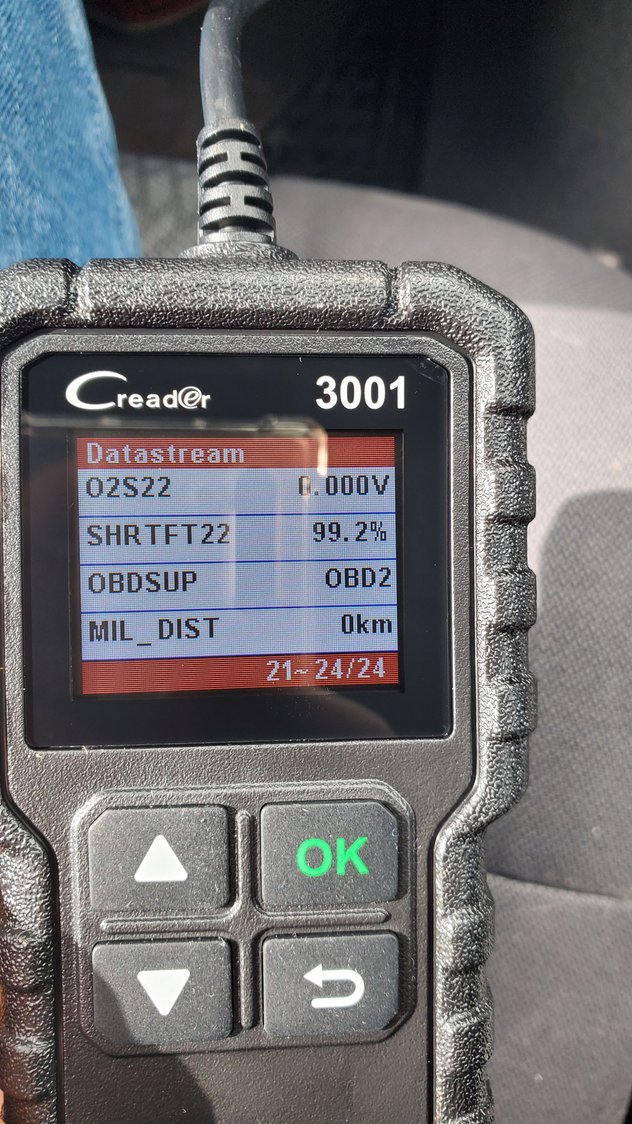 Creader 3001
Datastream
O2S22 0.000V
SHRTFT22 99.2%
OBDSUP OBD2
MIL_DIST 0km
21~24/24
OK